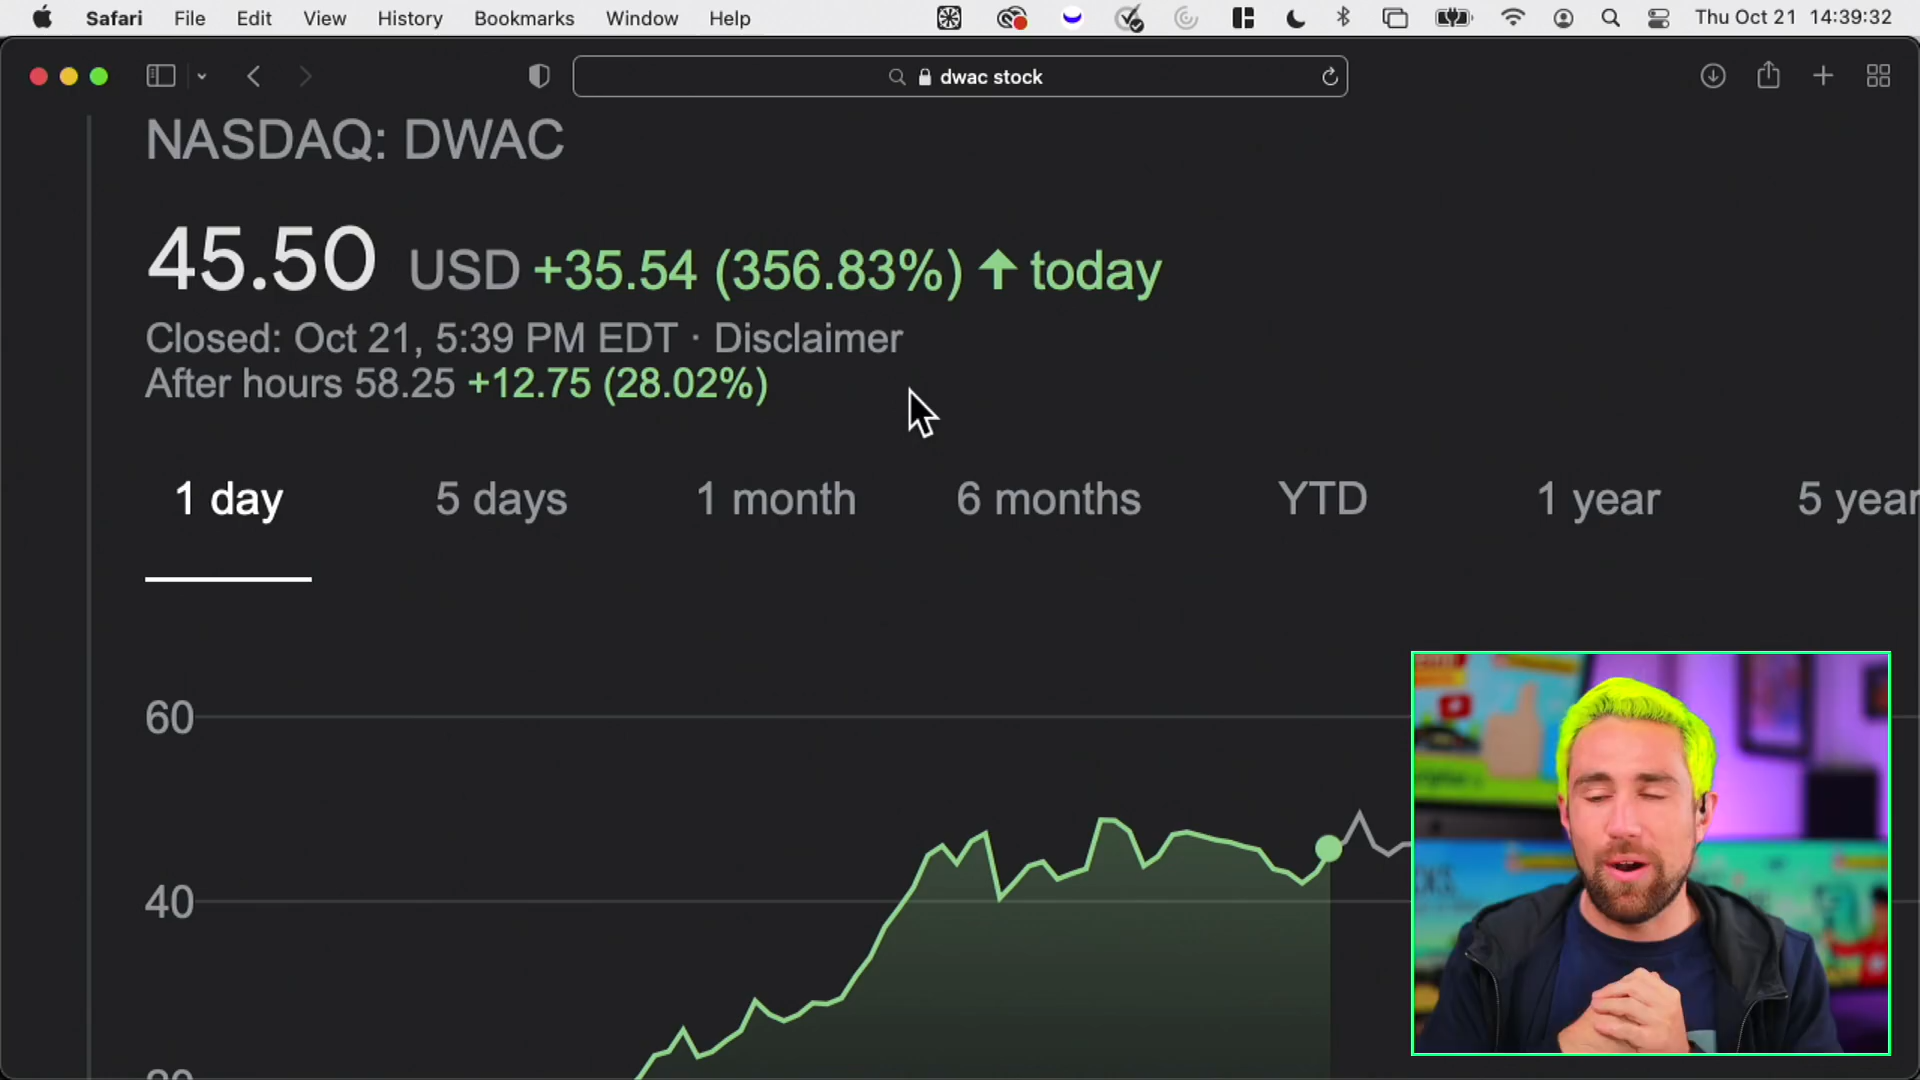 Safari File Edit View History Bookmarks Window Help Thu Oct 21 14:39:32
dwac stock
NASDAQ: DWAC
45.50 USD +35.54 (356.83%) ↑ today
Closed: Oct 21, 5:39 PM EDT · Disclaimer
After hours 58.25 +12.75 (28.02%)
1 day 5 days 1 month 6 months YTD 1 year 5 year
60
40